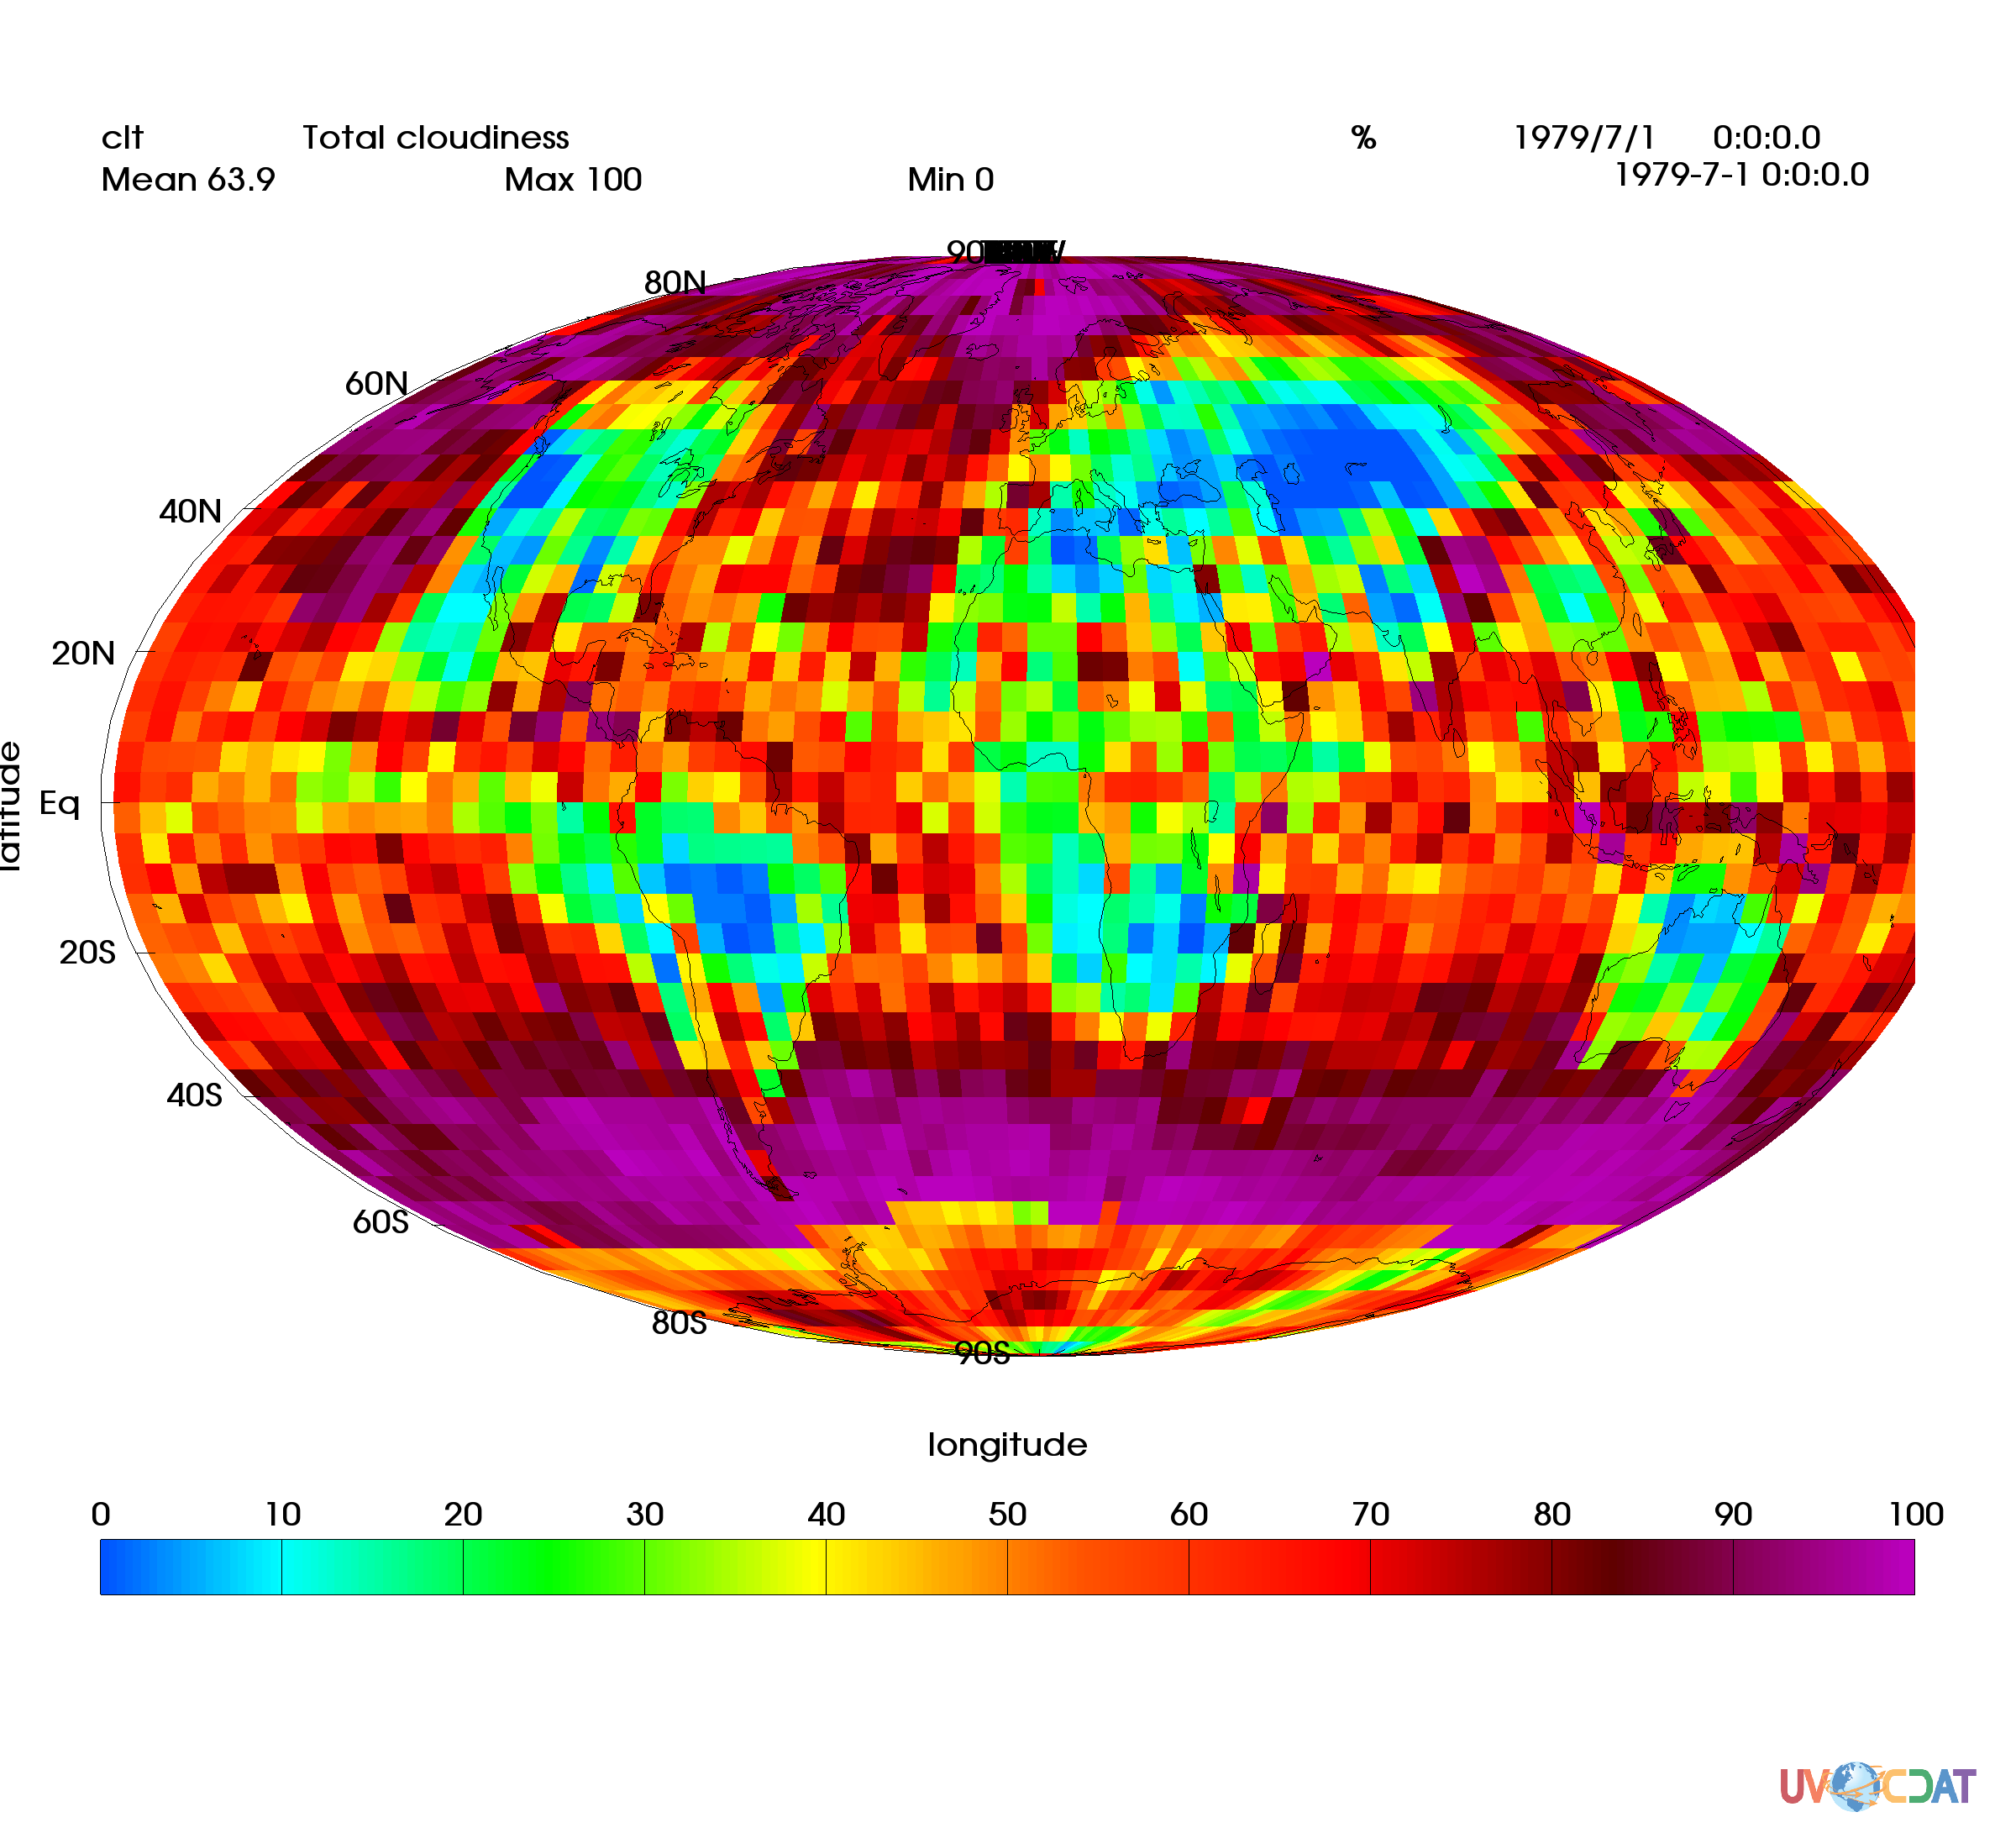 clt Total cloudiness % 1979/7/1 0:0:0.0
Mean 63.9 Max 100 Min 0 1979-7-1 0:0:0.0
80N
60N
40N
20N
Eq
20S
40S
60S
80S
90S
latitude
longitude
0 10 20 30 40 50 60 70 80 90 100
UV CDAT